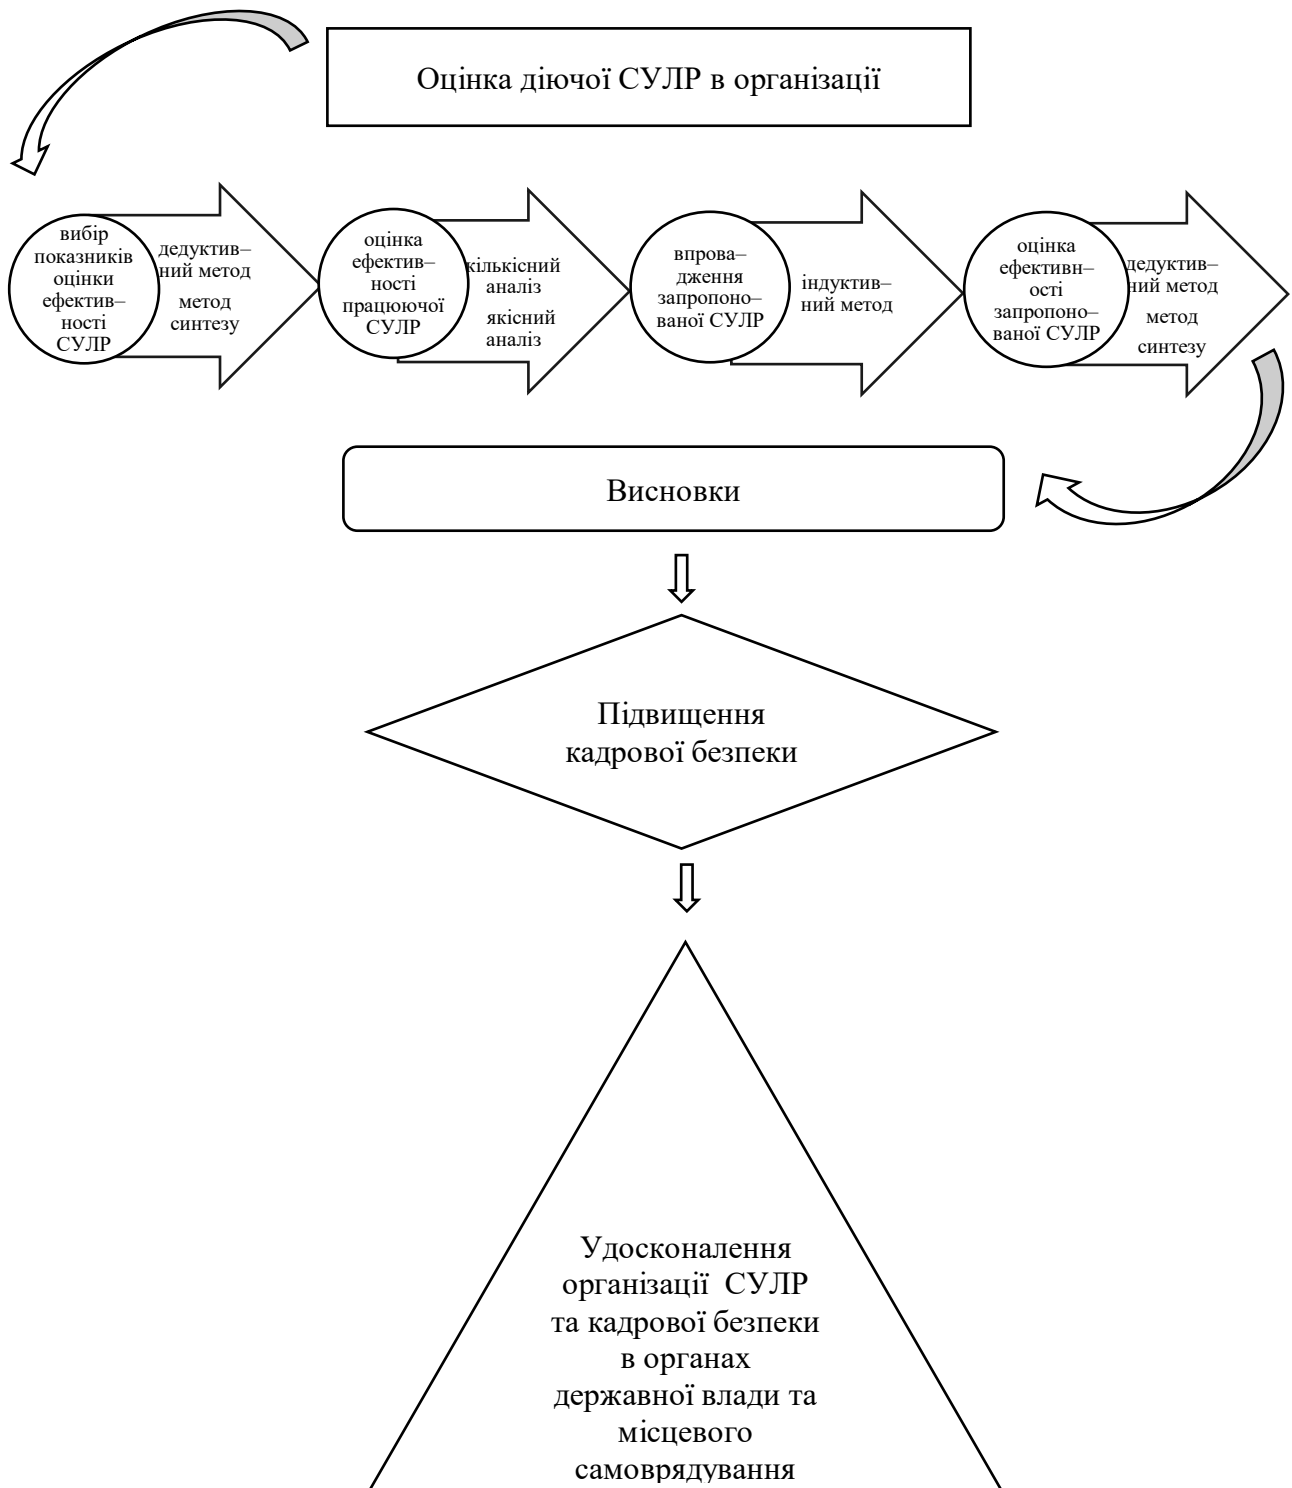 Оцінка діючої СУЛР в організації
вибір
показників
оцінки
ефектив–
ності
СУЛР
дедуктив–
ний метод
метод
синтезу
оцінка
ефектив–
ності
працюючої
СУЛР
кількісний
аналіз
якісний
аналіз
впрова–
дження
запропоно–
ваної СУЛР
індуктив–
ний метод
оцінка
ефективн–
ості
запропоно–
ваної СУЛР
дедуктив–
ний метод
метод
синтезу
Висновки
Підвищення
кадрової безпеки
Удосконалення
організації СУЛР
та кадрової безпеки
в органах
державної влади та
місцевого
самоврядування